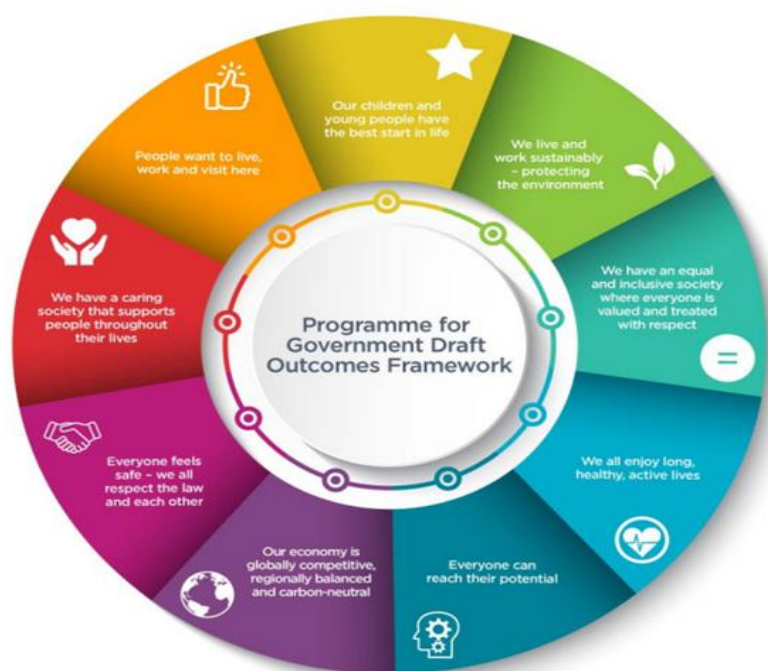 Our children and
young people have
the best start in life
We live and
work sustainably
– protecting
the environment
We have an equal
and inclusive society
where everyone is
valued and treated
with respect
=
We all enjoy long,
healthy, active lives
Everyone can
reach their potential
Our economy is
globally competitive,
regionally balanced
and carbon-neutral
Everyone feels
safe – we all
respect the law
and each other
We have a caring
society that supports
people throughout
their lives
People want to live,
work and visit here
Programme for
Government Draft
Outcomes Framework